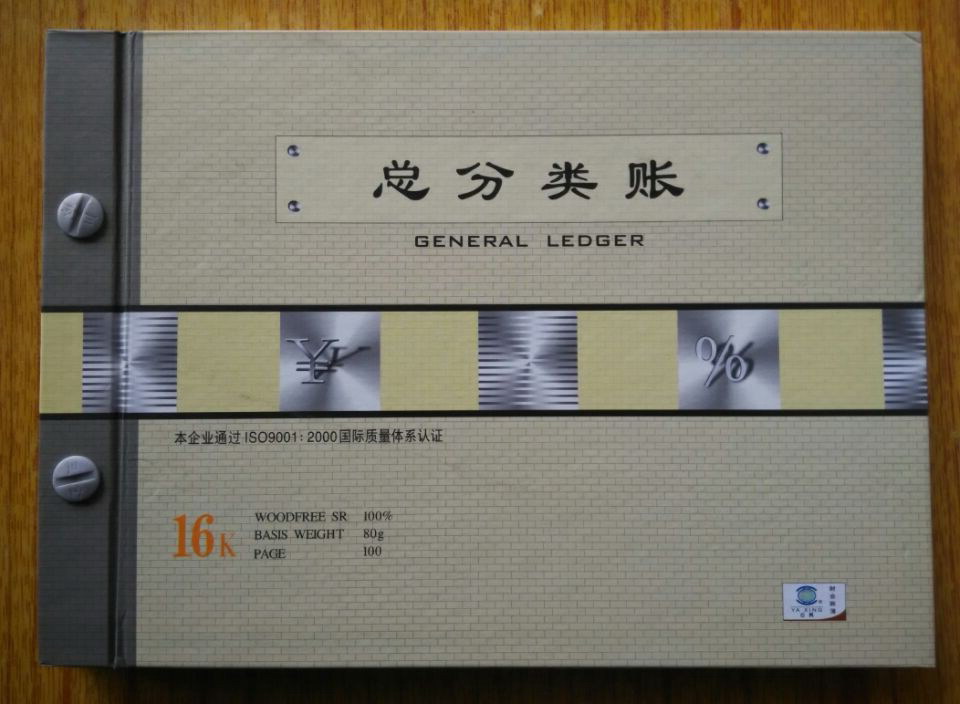 总分类账
GENERAL LEDGER
¥
%
本企业通过ISO9001:2000国际质量体系认证
16K
WOODFREE SR 100%
BASIS WEIGHT 80g
PAGE 100
YA XING